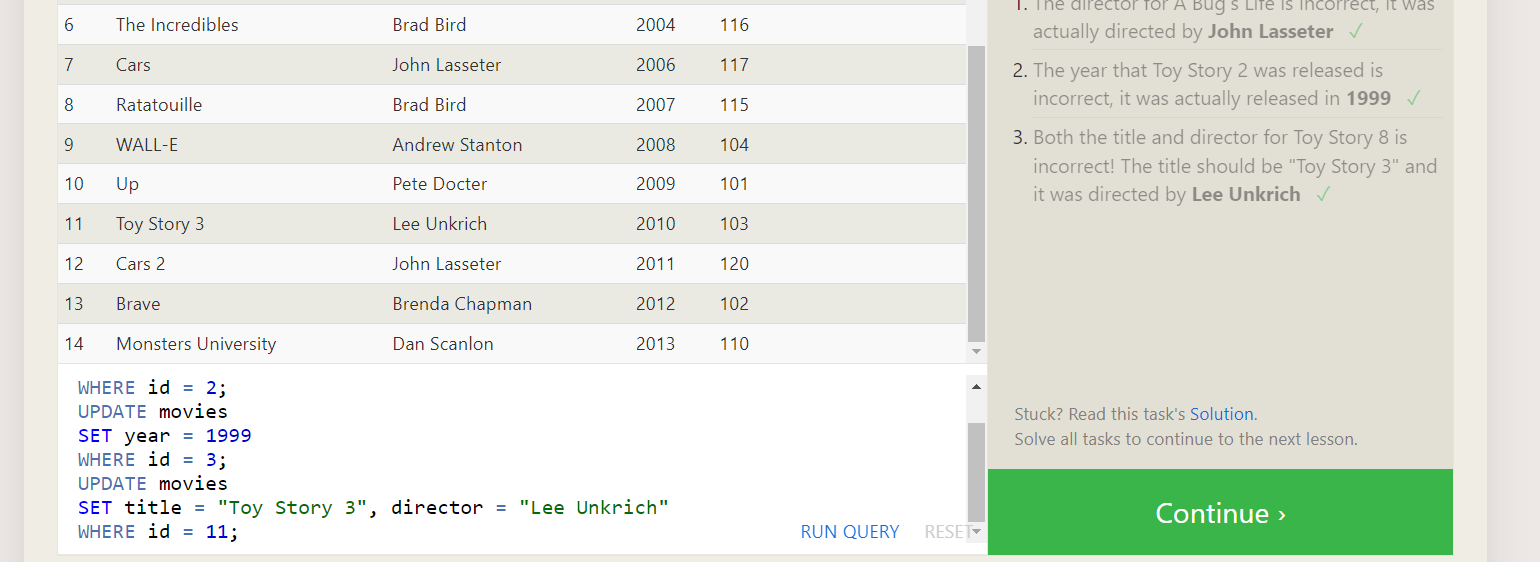 6 The Incredibles Brad Bird 2004 116
7 Cars John Lasseter 2006 117
8 Ratatouille Brad Bird 2007 115
9 WALL-E Andrew Stanton 2008 104
10 Up Pete Docter 2009 101
11 Toy Story 3 Lee Unkrich 2010 103
12 Cars 2 John Lasseter 2011 120
13 Brave Brenda Chapman 2012 102
14 Monsters University Dan Scanlon 2013 110
WHERE id = 2;
UPDATE movies
SET year = 1999
WHERE id = 3;
UPDATE movies
SET title = "Toy Story 3", director = "Lee Unkrich"
WHERE id = 11;
RUN QUERY RESET
1. The director for A Bug's Life is incorrect, it was
actually directed by John Lasseter ✓
2. The year that Toy Story 2 was released is
incorrect, it was actually released in 1999 ✓
3. Both the title and director for Toy Story 8 is
incorrect! The title should be "Toy Story 3" and
it was directed by Lee Unkrich ✓
Stuck? Read this task's Solution.
Solve all tasks to continue to the next lesson.
Continue ›